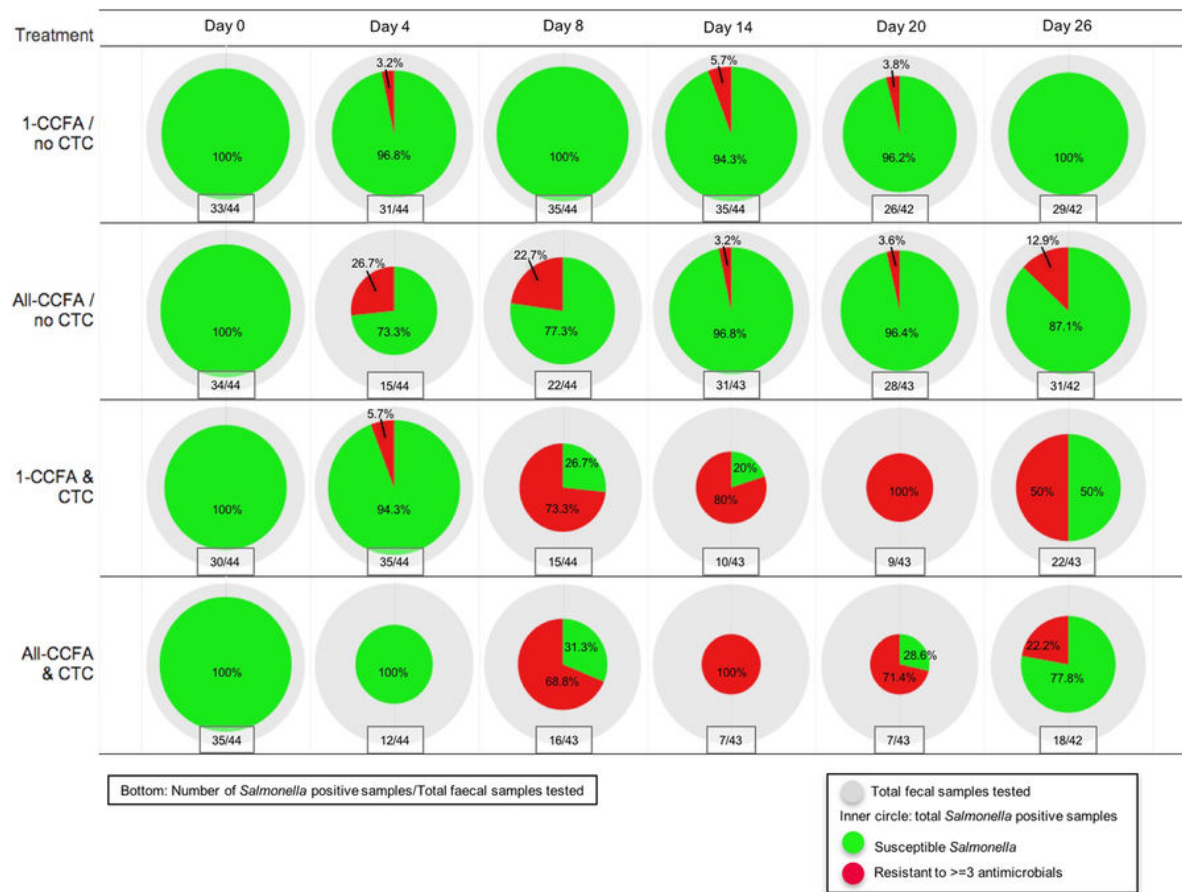 Treatment Day 0 Day 4 Day 8 Day 14 Day 20 Day 26
1-CCFA / no CTC
3.2% 5.7% 3.8%
100% 96.8% 100% 94.3% 96.2% 100%
33/44 31/44 35/44 35/44 26/42 29/42
All-CCFA / no CTC
26.7% 22.7% 3.2% 3.6% 12.9%
100% 73.3% 77.3% 96.8% 96.4% 87.1%
34/44 15/44 22/44 31/43 28/43 31/42
1-CCFA & CTC
5.7% 26.7% 20%
100% 94.3% 73.3% 80% 100% 50% 50%
30/44 35/44 15/44 10/43 9/43 22/43
All-CCFA & CTC
31.3% 28.6% 22.2%
100% 100% 68.8% 100% 71.4% 77.8%
35/44 12/44 16/43 7/43 7/43 18/42
Bottom: Number of Salmonella positive samples/Total faecal samples tested
Total fecal samples tested
Inner circle: total Salmonella positive samples
Susceptible Salmonella
Resistant to >=3 antimicrobials